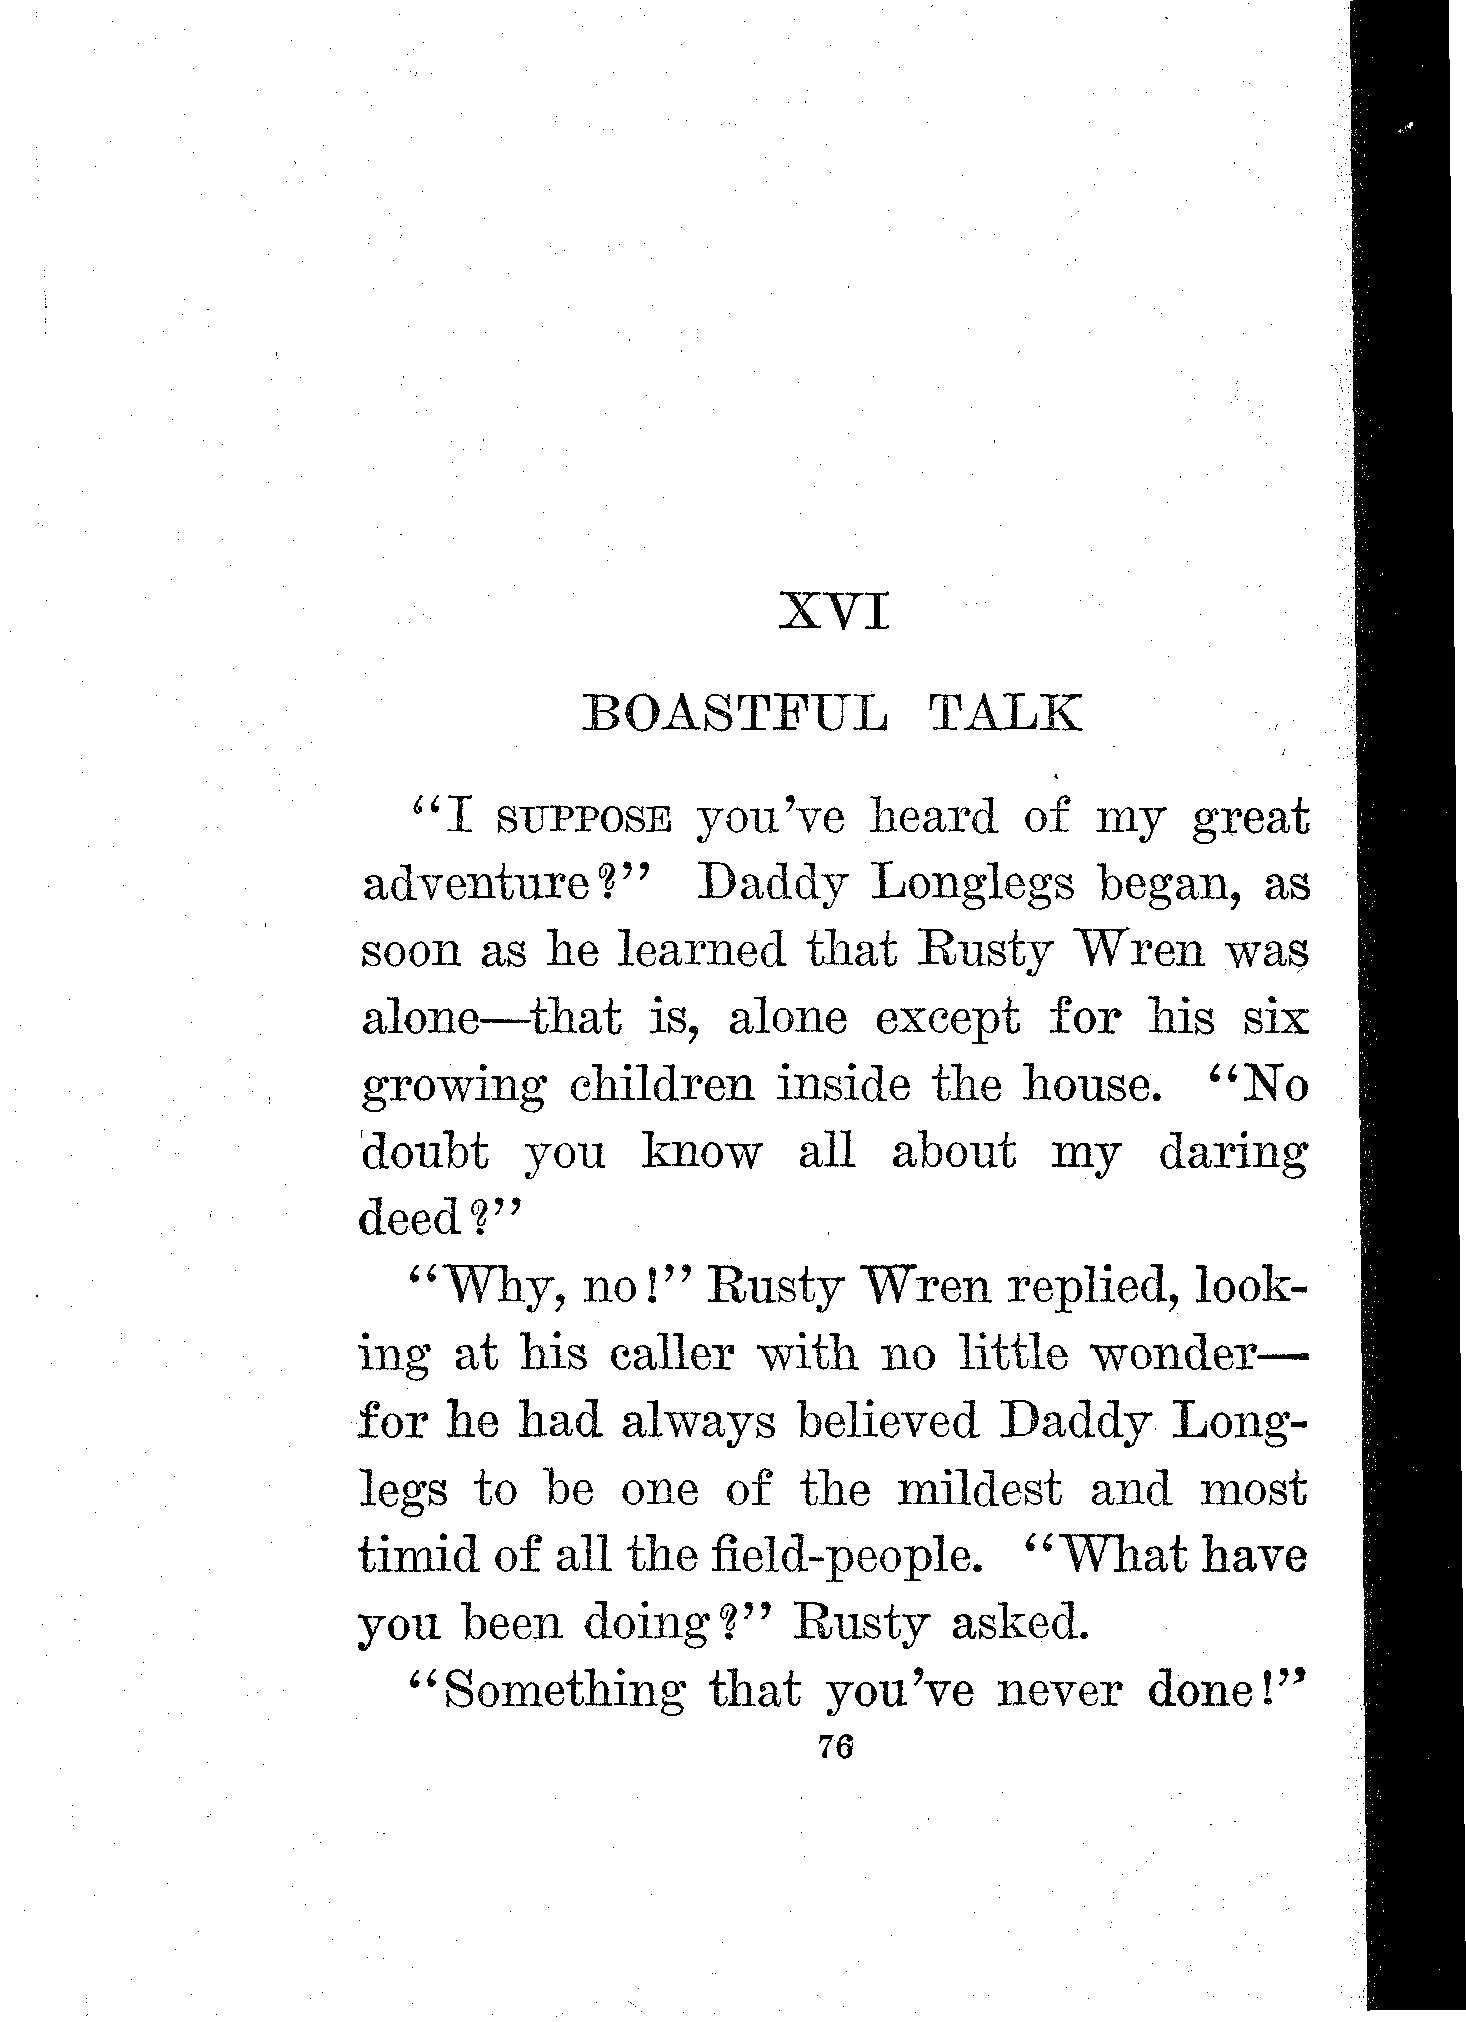 XVI
BOASTFUL TALK
“I SUPPOSE you’ve heard of my great
adventure?” Daddy Longlegs began, as
soon as he learned that Rusty Wren was
alone—that is, alone except for his six
growing children inside the house. “No
doubt you know all about my daring
deed?”
“Why, no!” Rusty Wren replied, look-
ing at his caller with no little wonder—
for he had always believed Daddy Long-
legs to be one of the mildest and most
timid of all the field-people. “What have
you been doing?” Rusty asked.
“Something that you’ve never done!”
76